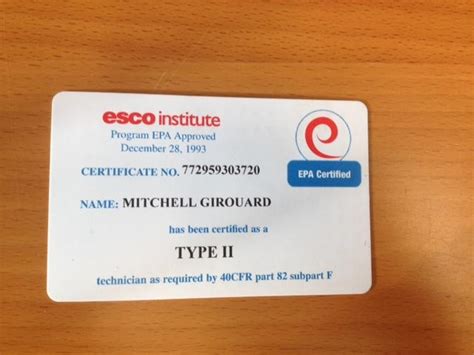 esco institute
Program EPA Approved
December 28, 1993
EPA Certified
CERTIFICATE NO. 772959303720
NAME: MITCHELL GIROUARD
has been certified as a
TYPE II
technician as required by 40CFR part 82 subpart F